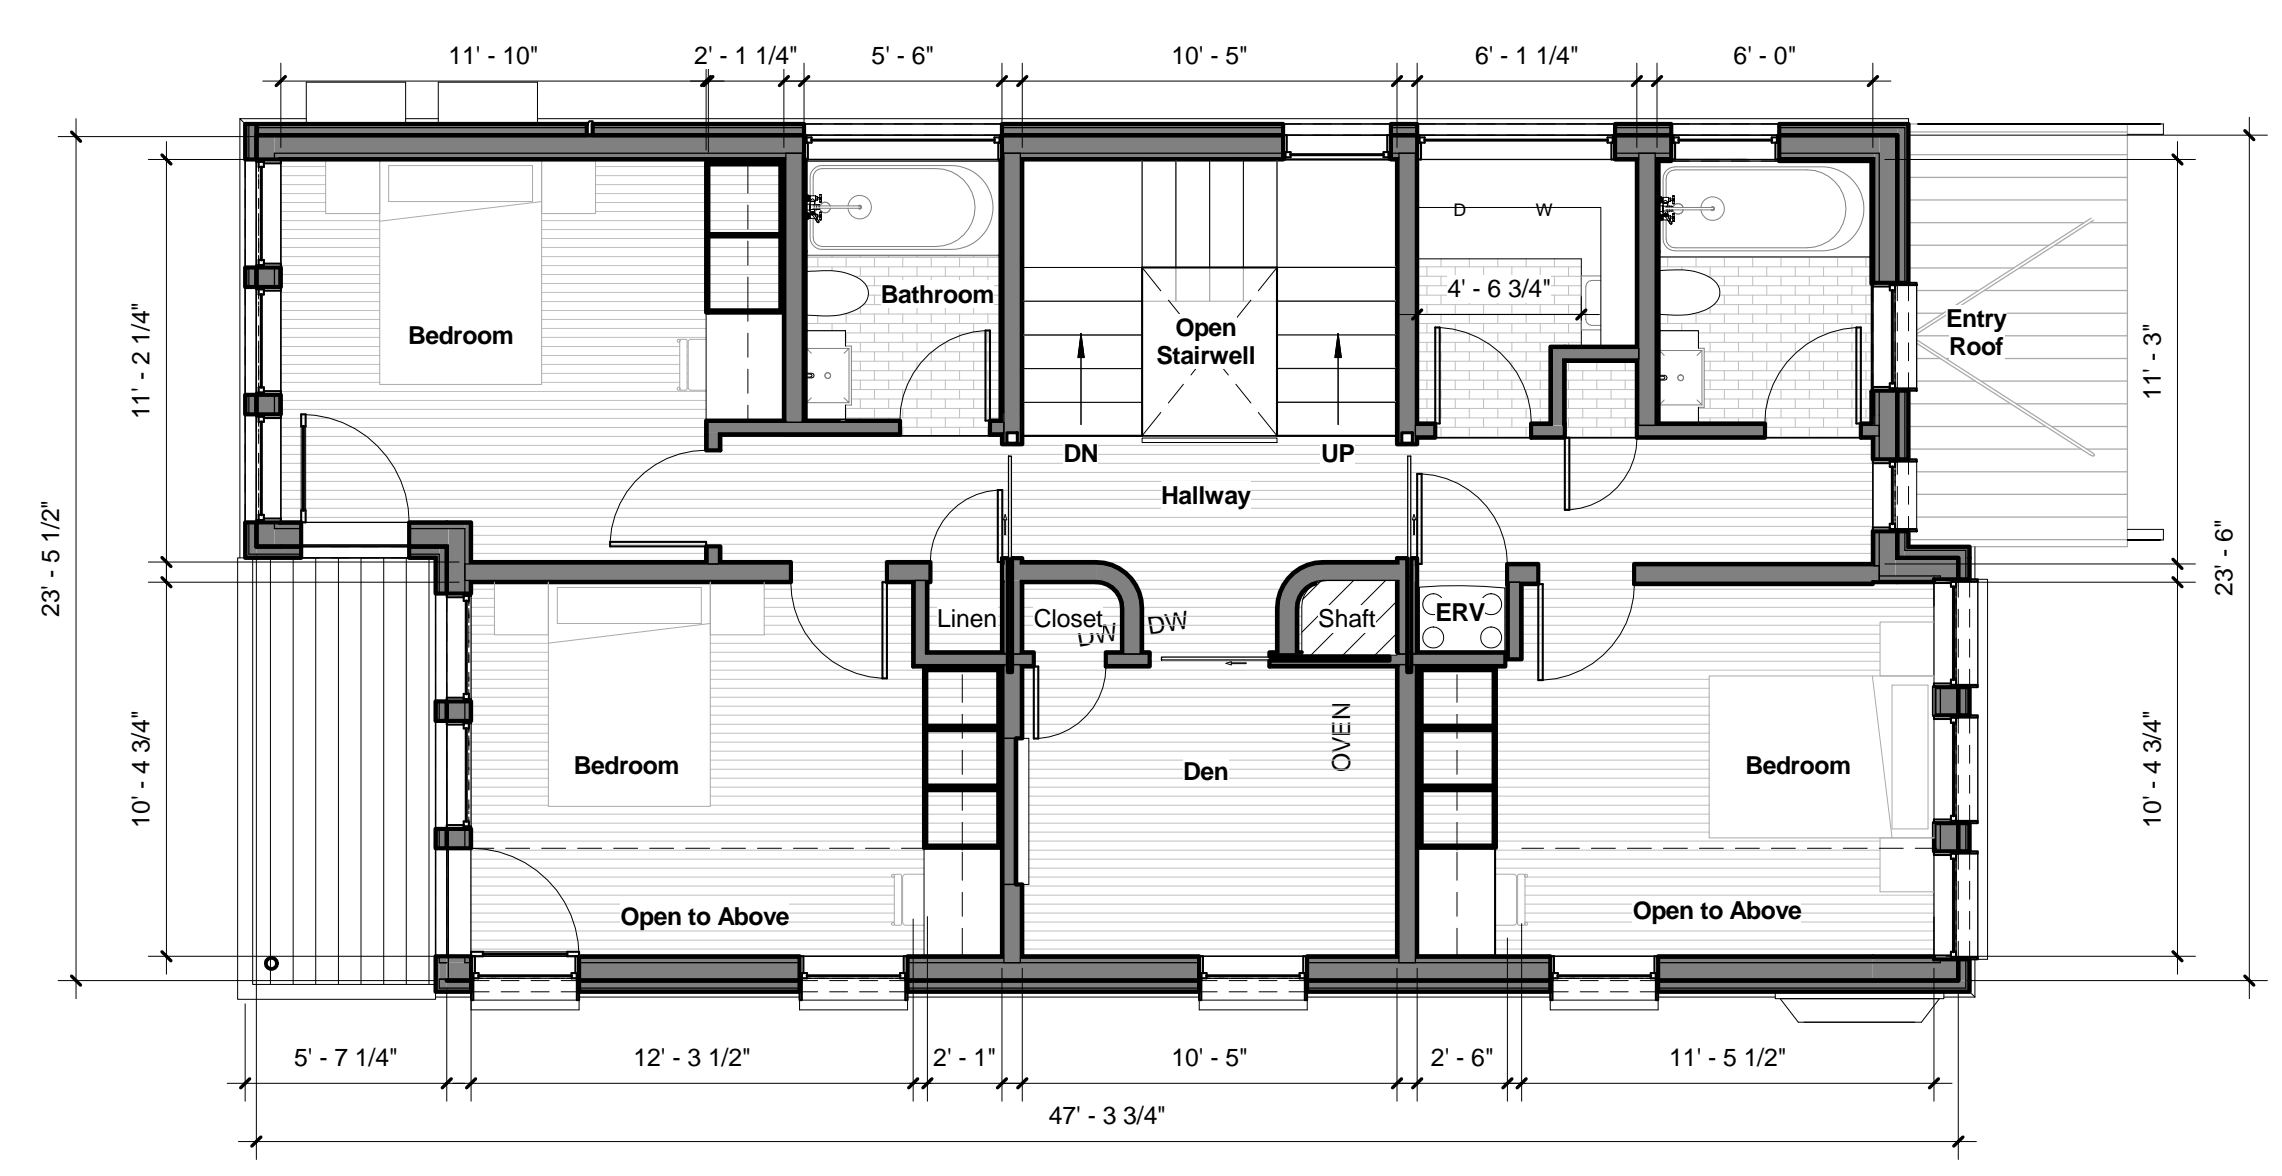 11' - 10"
2' - 1 1/4"
5' - 6"
10' - 5"
6' - 1 1/4"
6' - 0"
D
W
4' - 6 3/4"
Bathroom
Bedroom
Open
Stairwell
Entry
Roof
11' - 2 1/4"
11' - 3"
DN
UP
Hallway
23' - 5 1/2"
23' - 6"
Linen
Closet
DW
DW
Shaft
ERV
OVEN
Bedroom
Den
Bedroom
10' - 4 3/4"
10' - 4 3/4"
Open to Above
Open to Above
5' - 7 1/4"
12' - 3 1/2"
2' - 1"
10' - 5"
2' - 6"
11' - 5 1/2"
47' - 3 3/4"